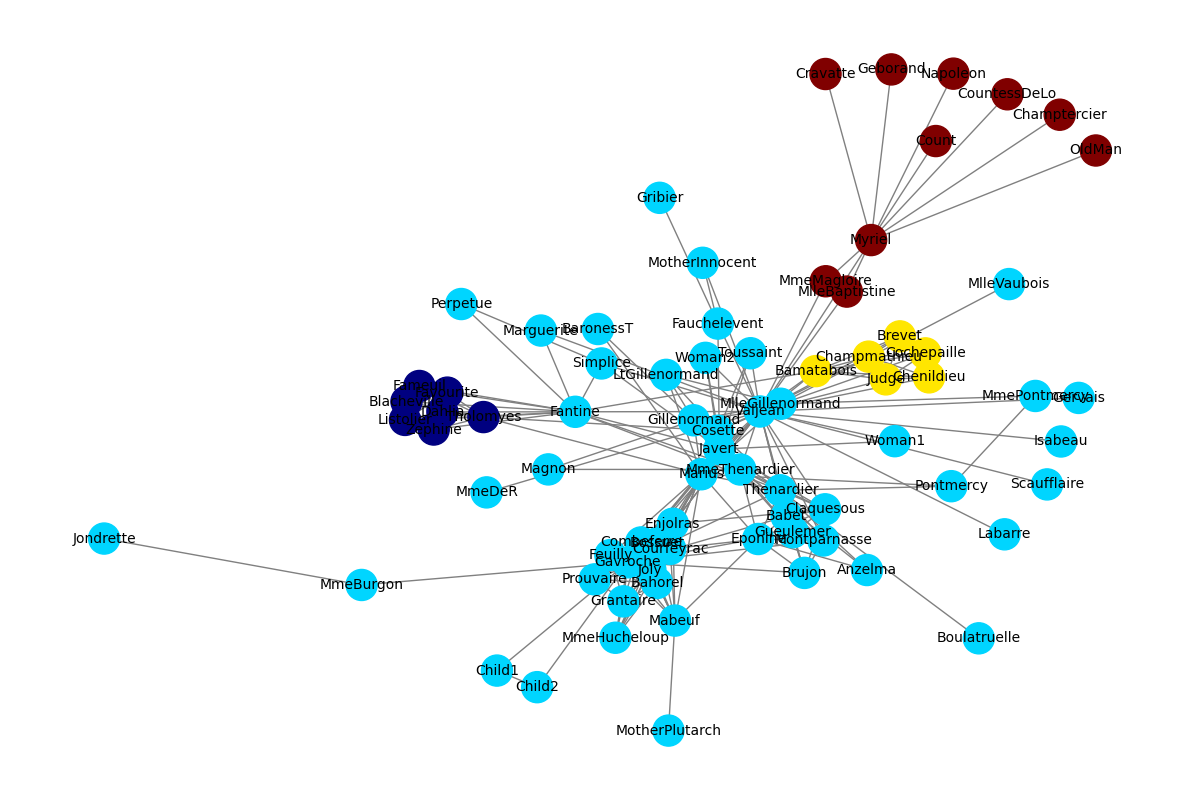 Cravatte
Geborand
Napoleon
CountessDeLo
Champtercier
Count
OldMan
Gribier
Myriel
MotherInnocent
MmeMagloire
MlleBaptistine
MlleVaubois
Perpetue
Marguerite
BaronessT
Fauchelevent
Brevet
Simplice
Woman2
Toussaint
Champmathieu
Cochepaille
LtGillenormand
Bamatabois
Judge
Chenildieu
Fameuil
Favourite
Blacheville
Listolier
Dahlia
Zephine
Tholomyes
Fantine
Gillenormand
MlleGillenormand
Valjean
MmePontmercy
Gervais
Cosette
Javert
Woman1
Isabeau
Magnon
Marius
MmeThenardier
MmeDeR
Thenardier
Pontmercy
Scaufflaire
Claquesous
Babet
Enjolras
Gueulemer
Labarre
Jondrette
Combeferre
Bossuet
Courfeyrac
Eponine
Montparnasse
Feuilly
Gavroche
Joly
MmeBurgon
Prouvaire
Bahorel
Brujon
Anzelma
Grantaire
Mabeuf
MmeHucheloup
Boulatruelle
Child1
Child2
MotherPlutarch